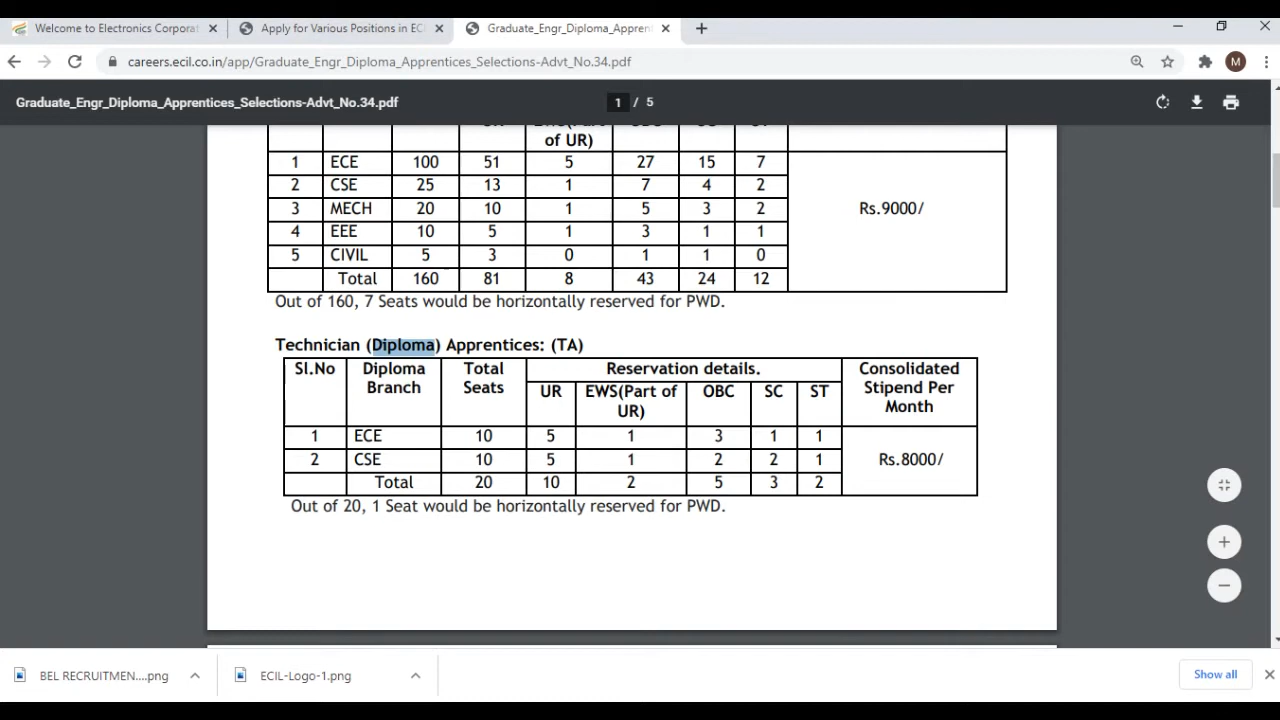 Welcome to Electronics Corporat
Apply for Various Positions in ECI
Graduate_Engr_Diploma_Apprent
careers.ecil.co.in/app/Graduate_Engr_Diploma_Apprentices_Selections-Advt_No.34.pdf
M
Graduate_Engr_Diploma_Apprentices_Selections-Advt_No.34.pdf
1 / 5
of UR)
1 ECE 100 51 5 27 15 7
2 CSE 25 13 1 7 4 2
3 MECH 20 10 1 5 3 2 Rs.9000/
4 EEE 10 5 1 3 1 1
5 CIVIL 5 3 0 1 1 0
Total 160 81 8 43 24 12
Out of 160, 7 Seats would be horizontally reserved for PWD.
Technician (Diploma) Apprentices: (TA)
Sl.No Diploma Total Reservation details. Consolidated
Branch Seats Stipend Per
UR EWS(Part of OBC SC ST Month
UR)
1 ECE 10 5 1 3 1 1
2 CSE 10 5 1 2 2 1 Rs.8000/
Total 20 10 2 5 3 2
Out of 20, 1 Seat would be horizontally reserved for PWD.
BEL RECRUITMEN....png
ECIL-Logo-1.png
Show all